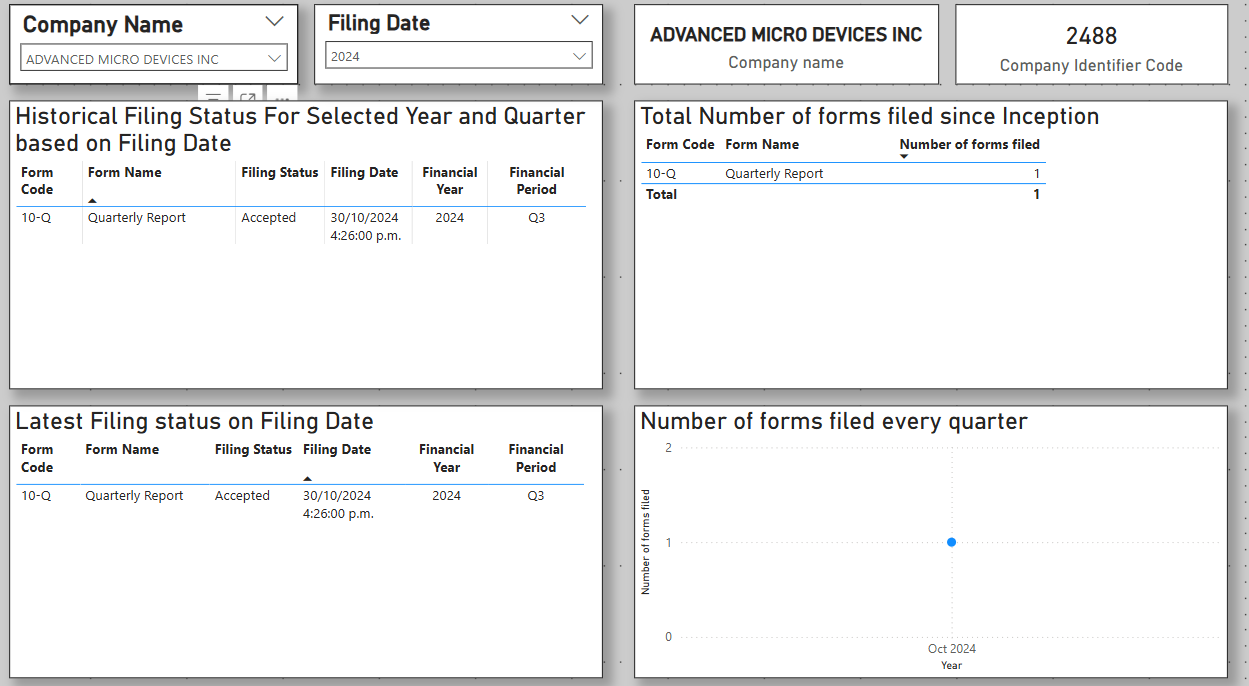 Company Name
ADVANCED MICRO DEVICES INC
Filing Date
2024
ADVANCED MICRO DEVICES INC
Company name
2488
Company Identifier Code
Historical Filing Status For Selected Year and Quarter
based on Filing Date
Form Code Form Name Filing Status Filing Date Financial Year Financial Period
10-Q Quarterly Report Accepted 30/10/2024 4:26:00 p.m. 2024 Q3
Total Number of forms filed since Inception
Form Code Form Name Number of forms filed
10-Q Quarterly Report 1
Total 1
Latest Filing status on Filing Date
Form Code Form Name Filing Status Filing Date Financial Year Financial Period
10-Q Quarterly Report Accepted 30/10/2024 4:26:00 p.m. 2024 Q3
Number of forms filed every quarter
Number of forms filed
2
1
0
Oct 2024
Year